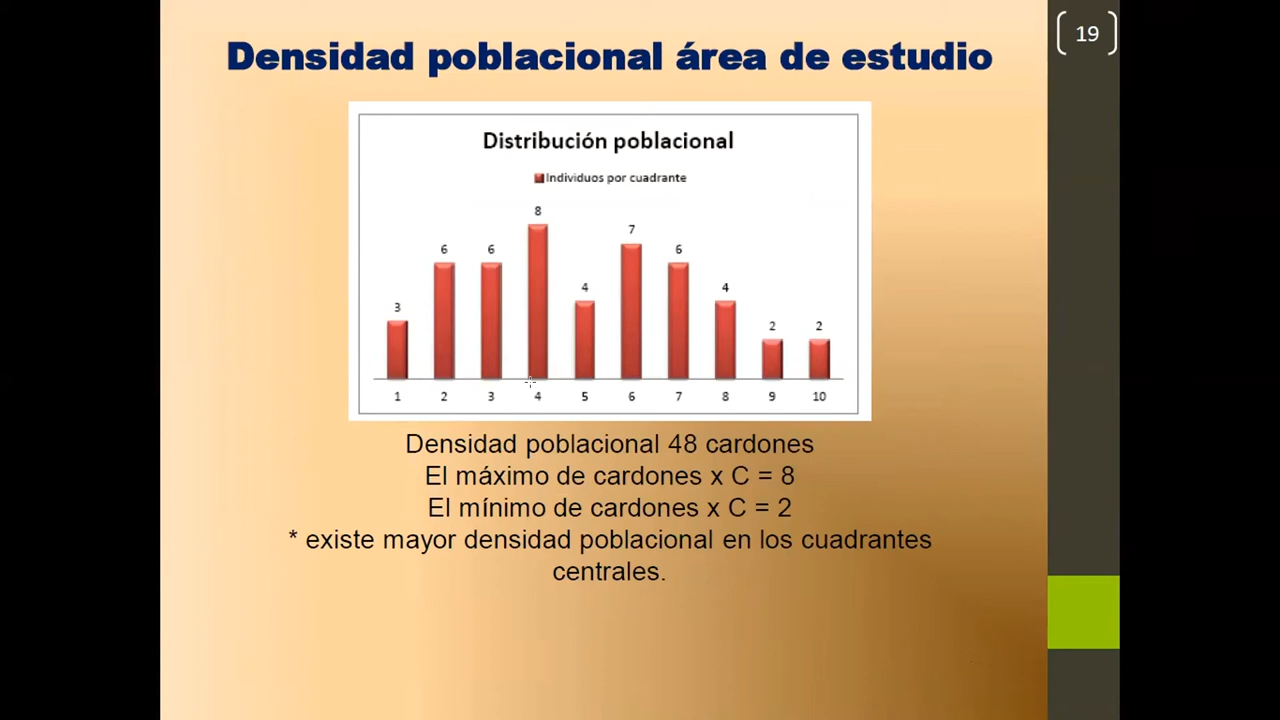 19
Densidad poblacional área de estudio
Distribución poblacional
Individuos por cuadrante
3 6 6 8 4 7 6 4 2 2
1 2 3 4 5 6 7 8 9 10
Densidad poblacional 48 cardones
El máximo de cardones x C = 8
El mínimo de cardones x C = 2
* existe mayor densidad poblacional en los cuadrantes
centrales.